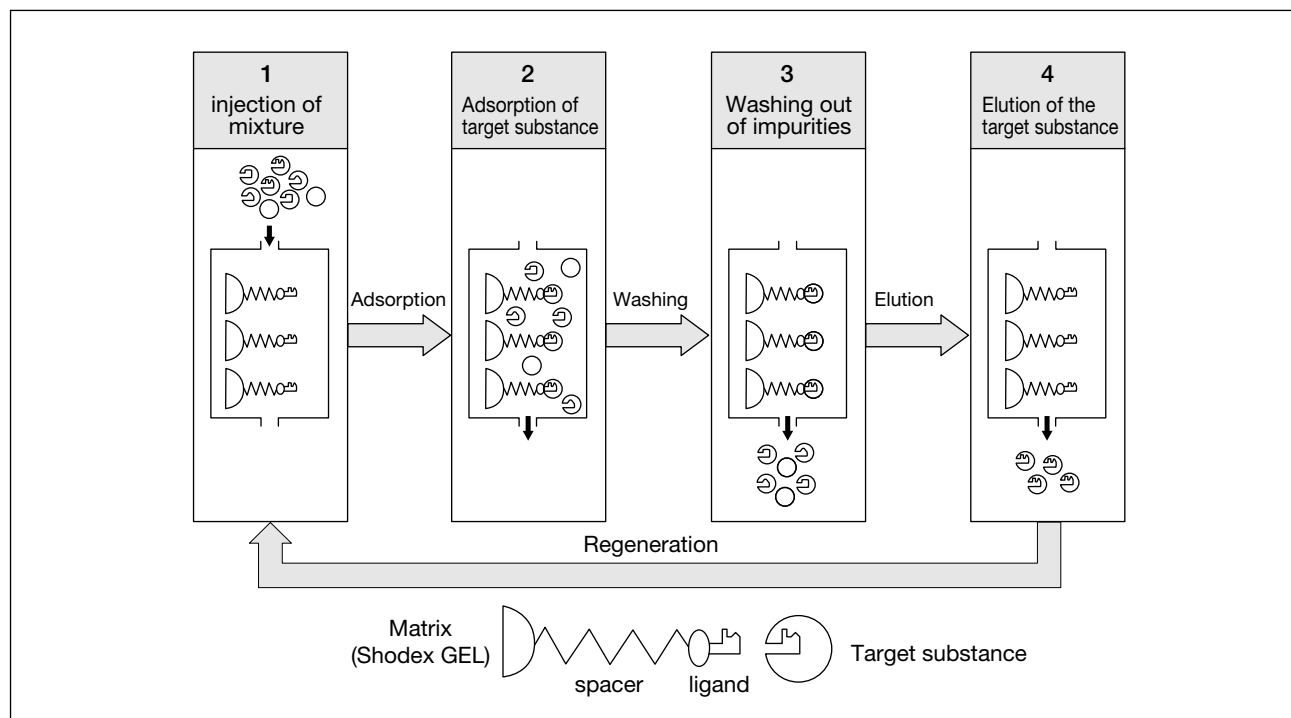 1
injection of
mixture
2
Adsorption of
target substance
3
Washing out
of impurities
4
Elution of the
target substance
Adsorption
Washing
Elution
Regeneration
Matrix
(Shodex GEL)
spacer
ligand
Target substance